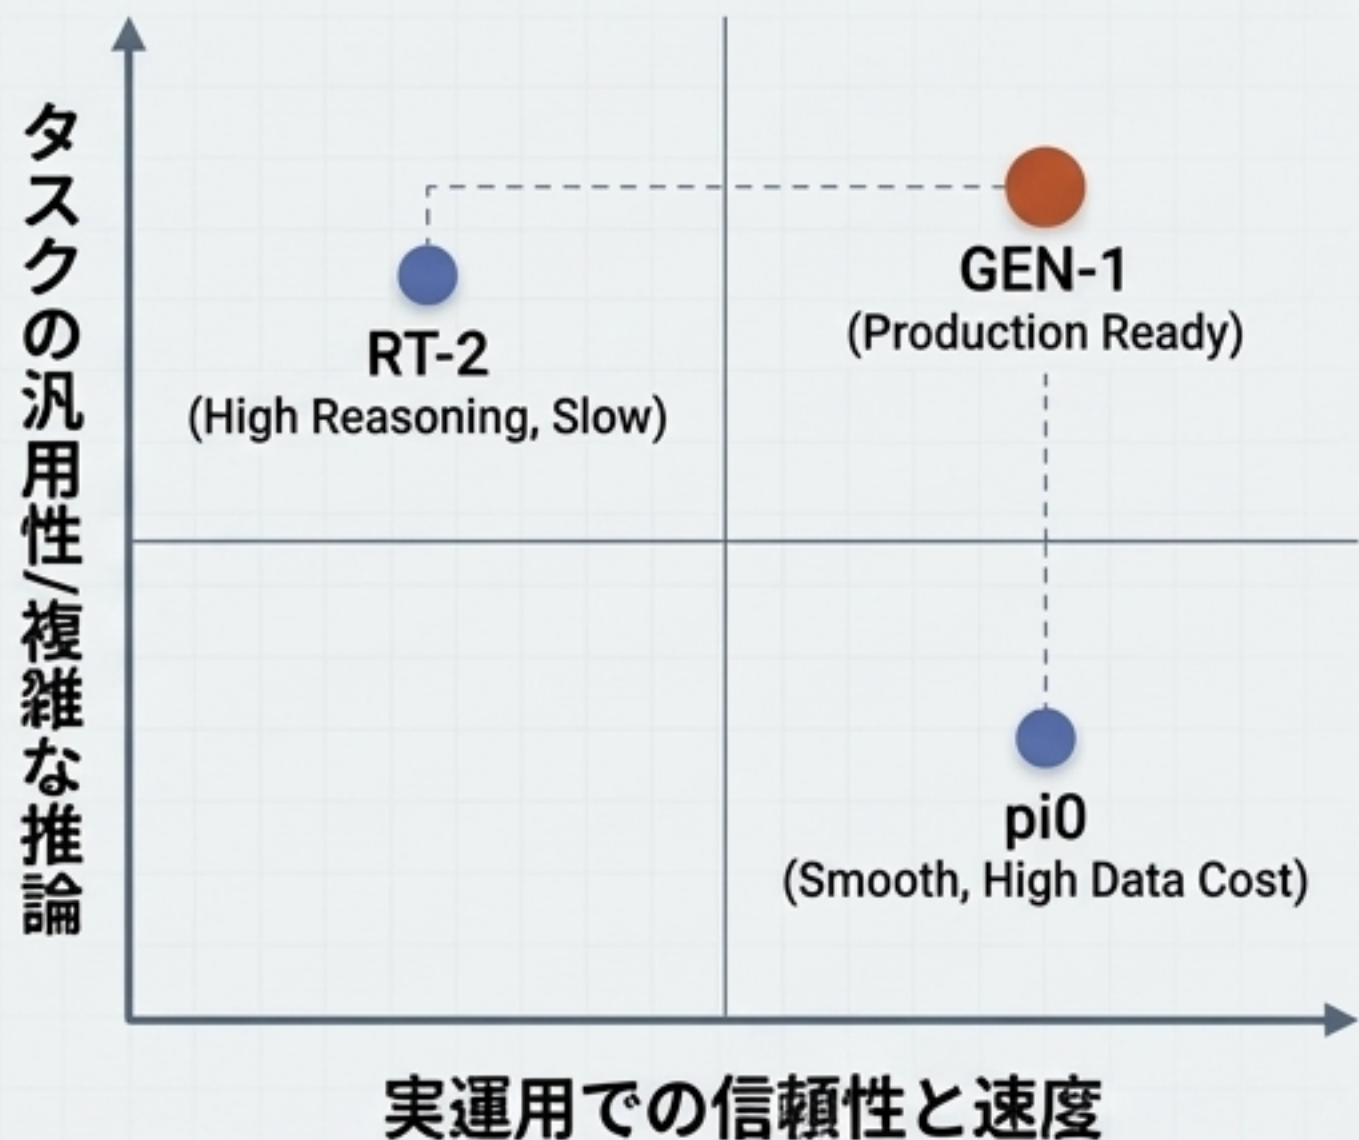 タスクの汎用性/複雑な推論
GEN-1
(Production Ready)
RT-2
(High Reasoning, Slow)
pi0
(Smooth, High Data Cost)
実運用での信頼性と速度